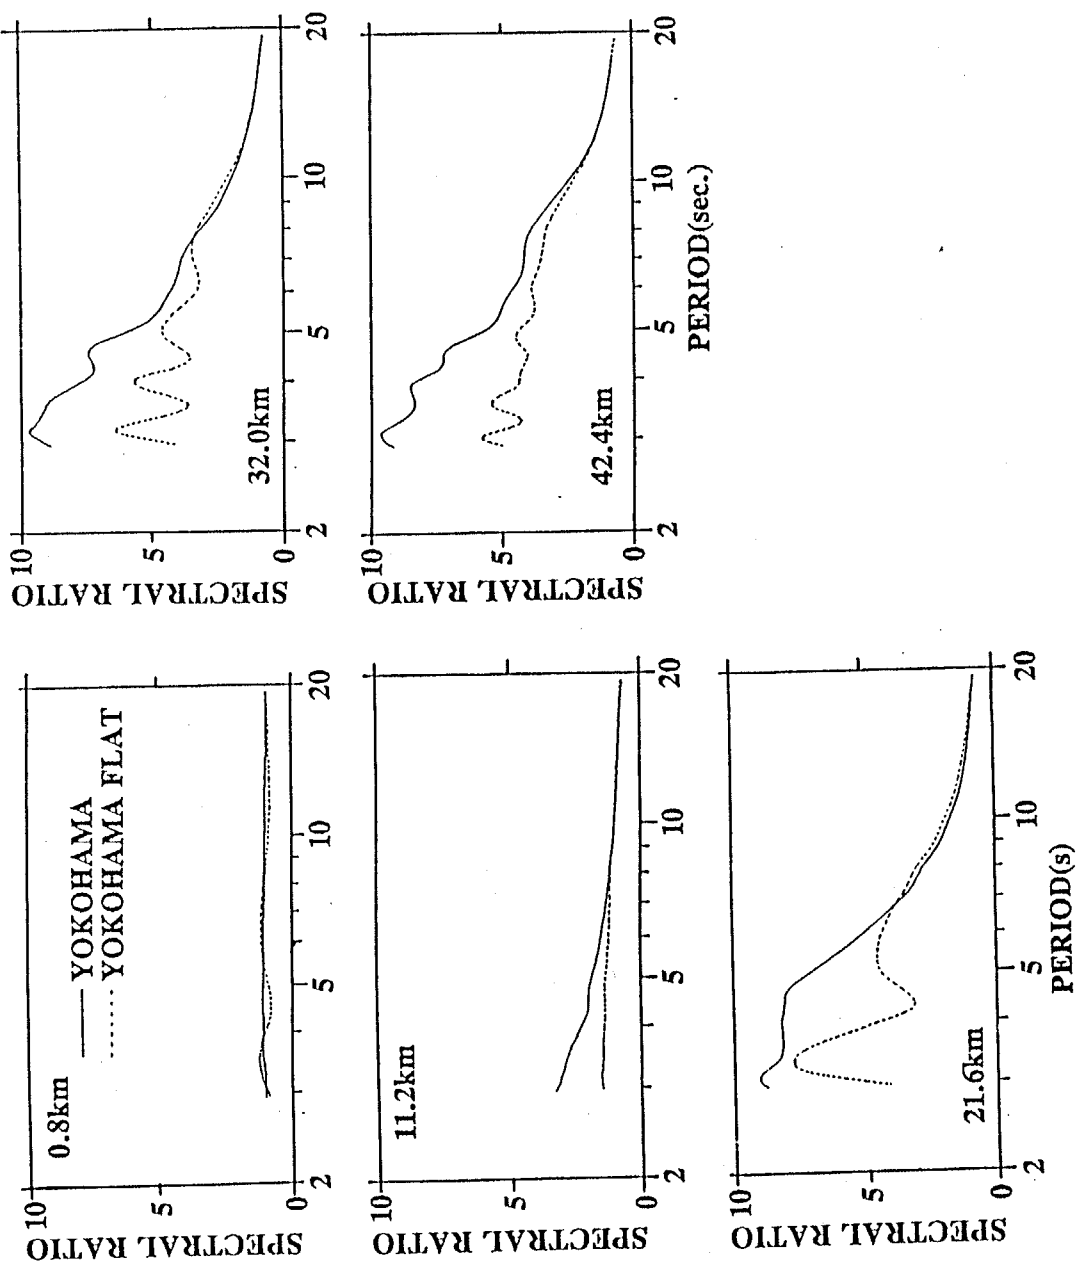 0.8km
YOKOHAMA
YOKOHAMA FLAT
SPECTRAL RATIO
10
5
0
2
5
10
20
11.2km
SPECTRAL RATIO
10
5
0
2
5
10
20
21.6km
SPECTRAL RATIO
10
5
0
2
5
10
20
PERIOD(s)
32.0km
SPECTRAL RATIO
10
5
0
2
5
10
20
42.4km
SPECTRAL RATIO
10
5
0
2
5
10
20
PERIOD(sec.)